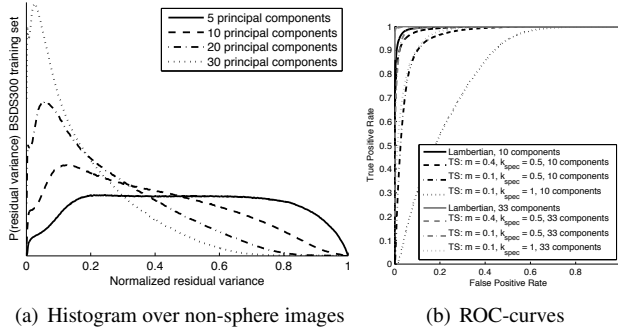 P(residual variance) BSDS300 training set
5 principal components
10 principal components
20 principal components
30 principal components
0 0.2 0.4 0.6 0.8 1
Normalized residual variance
(a) Histogram over non-sphere images
True Positive Rate
1
0.9
0.8
0.7
0.6
0.5
0.4
0.3
0.2
0.1
0
Lambertian, 10 components
TS: m = 0.4, k_spec = 0.5, 10 components
TS: m = 0.1, k_spec = 0.5, 10 components
TS: m = 0.1, k_spec = 1, 10 components
Lambertian, 33 components
TS: m = 0.4, k_spec = 0.5, 33 components
TS: m = 0.1, k_spec = 0.5, 33 components
TS: m = 0.1, k_spec = 1, 33 components
0 0.2 0.4 0.6 0.8
False Positive Rate
(b) ROC-curves